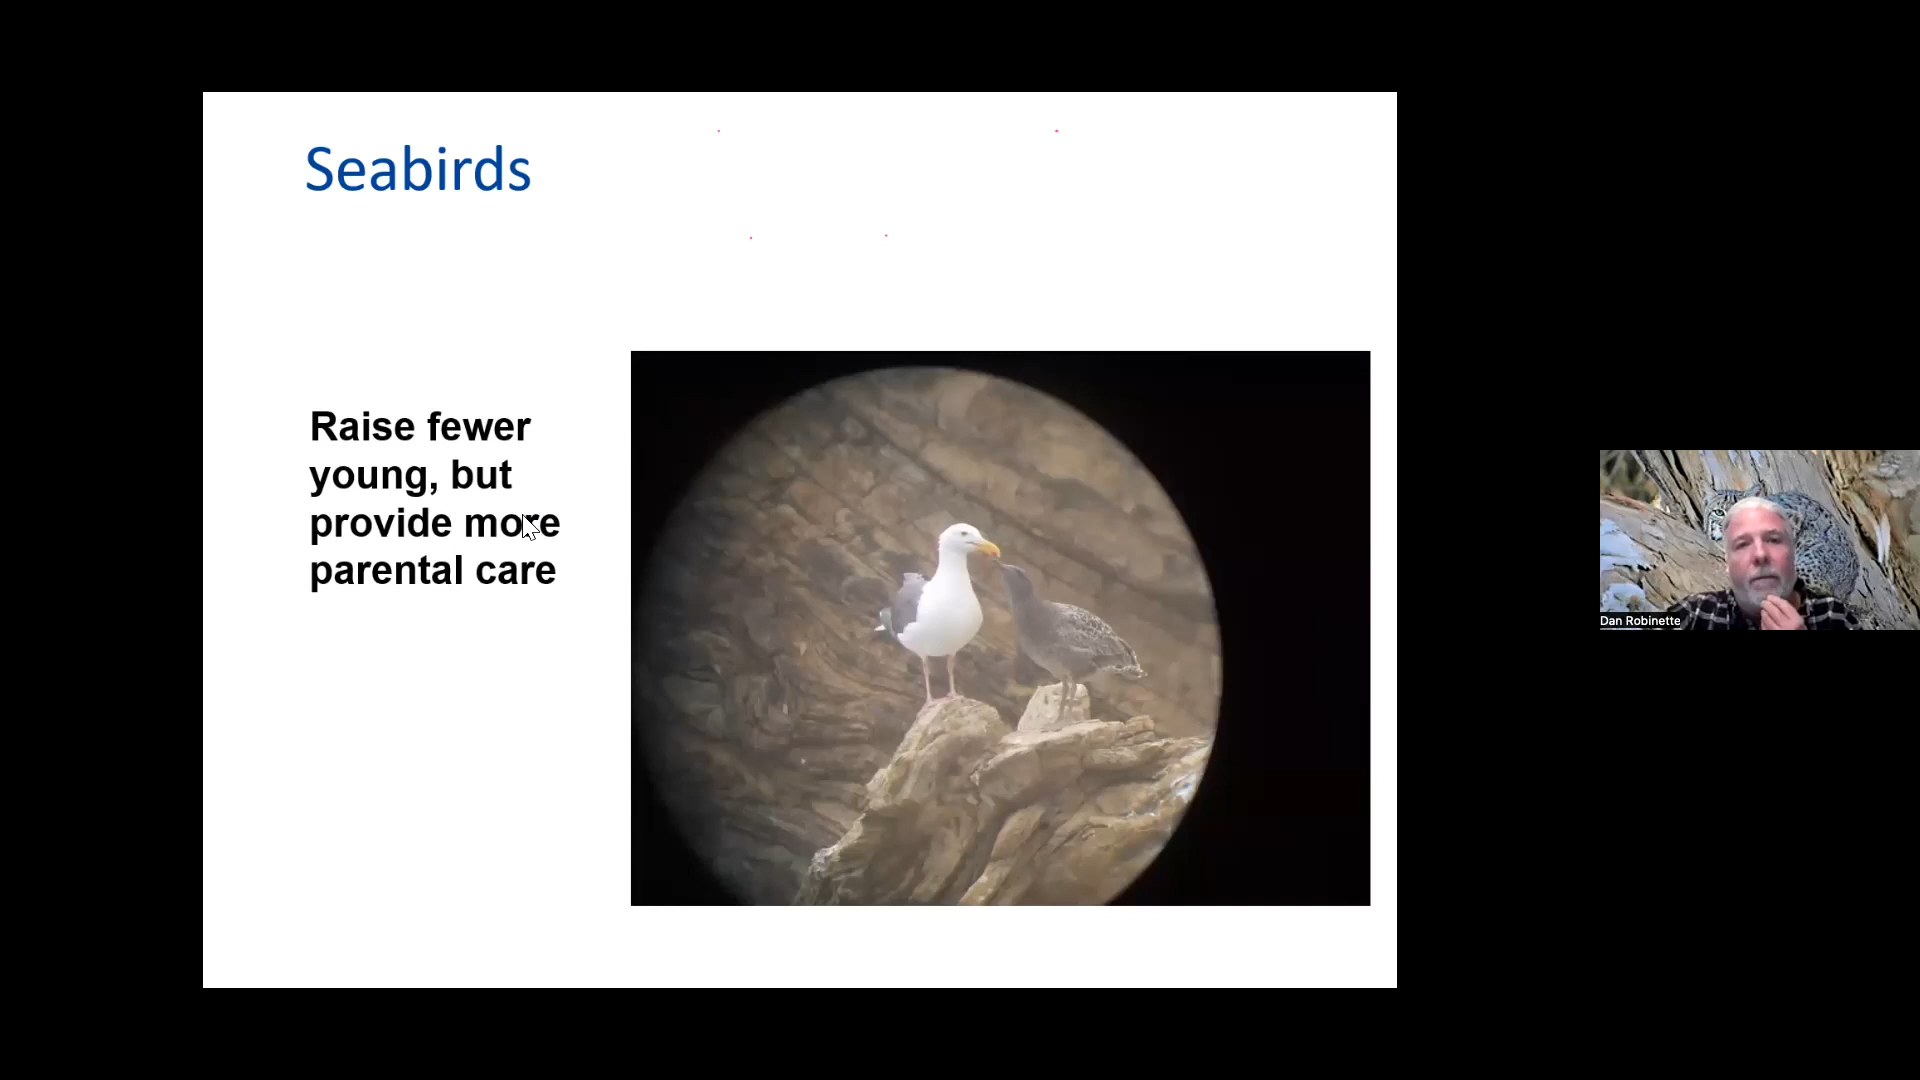 Seabirds
Raise fewer
young, but
provide more
parental care
Dan Robinette